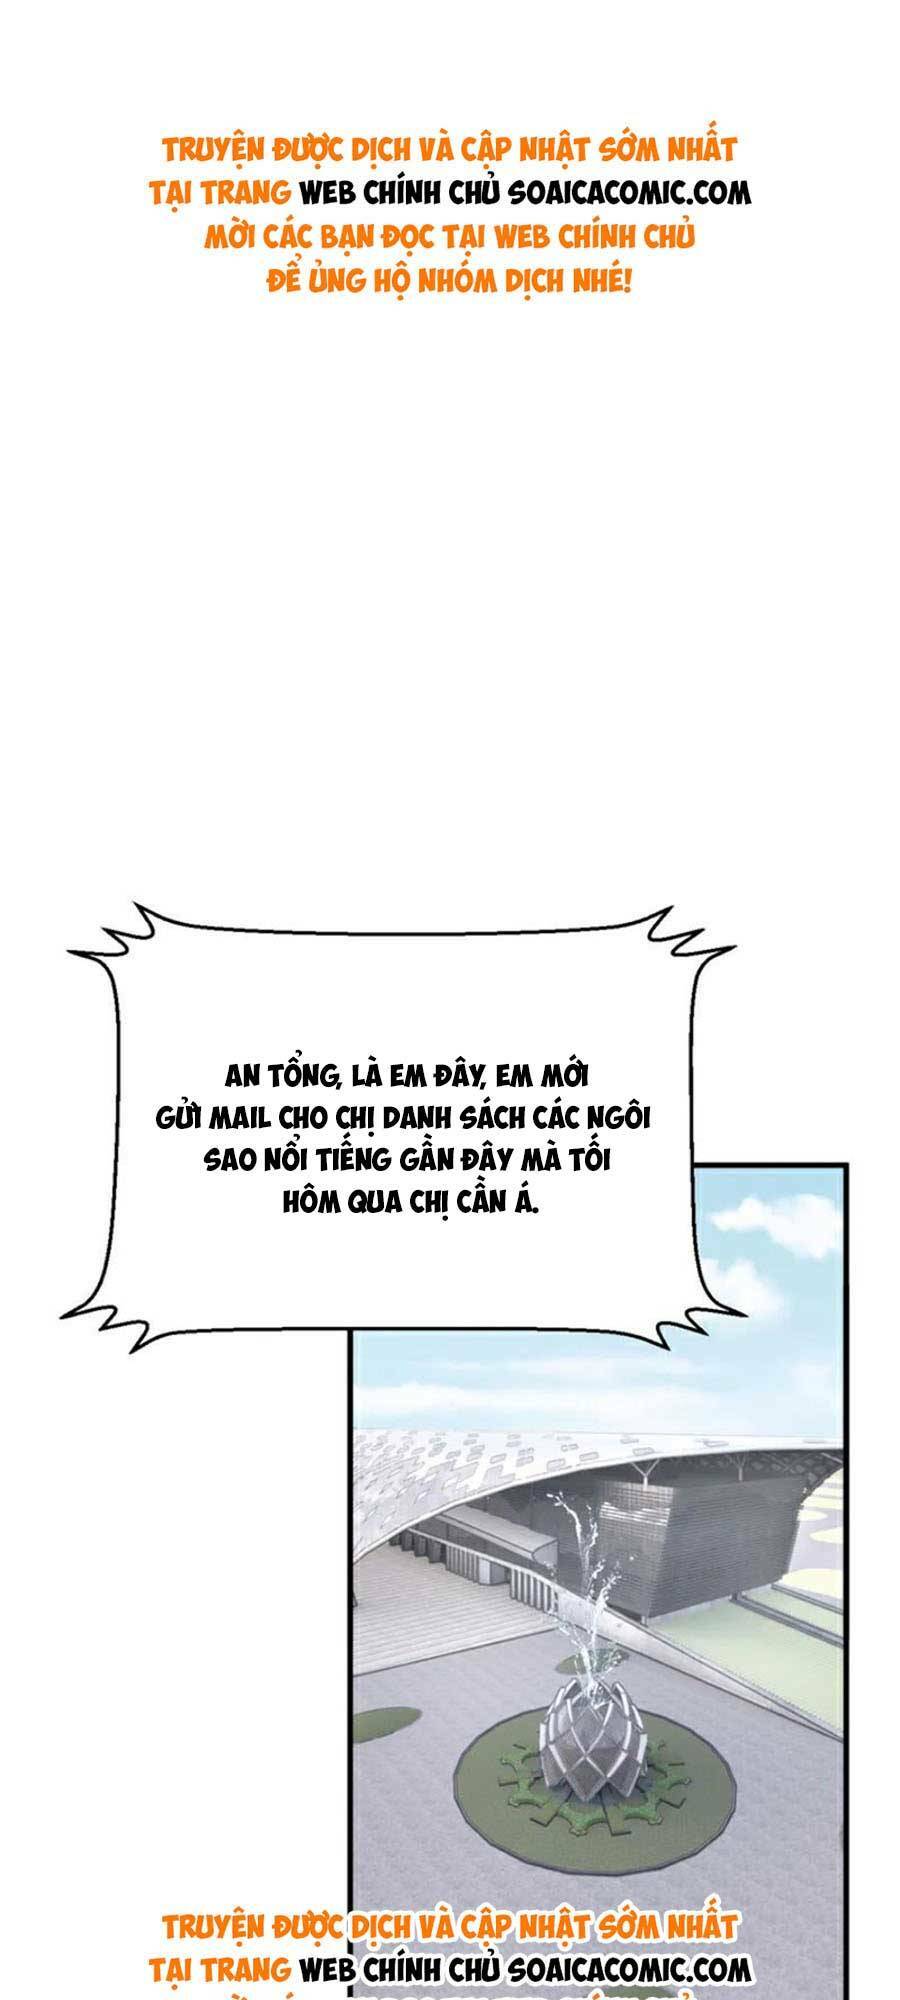 TRUYỆN ĐƯỢC DỊCH VÀ CẬP NHẬT SỚM NHẤT
TẠI TRANG WEB CHÍNH CHỦ SOAICACOMIC.COM
MỜI CÁC BẠN ĐỌC TẠI WEB CHÍNH CHỦ
ĐỂ ỦNG HỘ NHÓM DỊCH NHÉ!
AN TỔNG, LÀ EM ĐÂY, EM MỚI
GỬI MAIL CHO CHỊ DANH SÁCH CÁC NGÔI
SAO NỔI TIẾNG GẦN ĐÂY MÀ TỐI
HÔM QUA CHỊ CẦN Á.
TRUYỆN ĐƯỢC DỊCH VÀ CẬP NHẬT SỚM NHẤT
TẠI TRANG WEB CHÍNH CHỦ SOAICACOMIC.COM